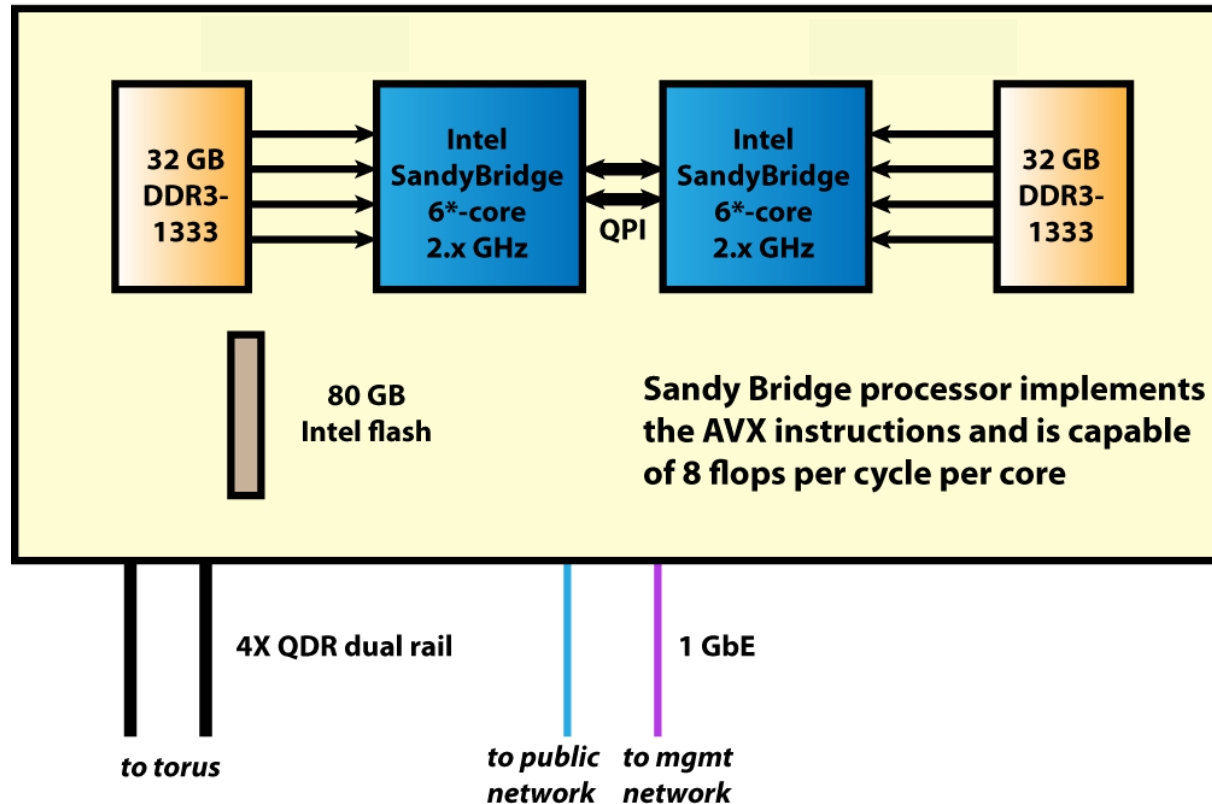 32 GB
DDR3-
1333
Intel
SandyBridge
6*-core
2.x GHz
QPI
Intel
SandyBridge
6*-core
2.x GHz
32 GB
DDR3-
1333
80 GB
Intel flash
Sandy Bridge processor implements
the AVX instructions and is capable
of 8 flops per cycle per core
4X QDR dual rail
1 GbE
to torus
to public
network
to mgmt
network